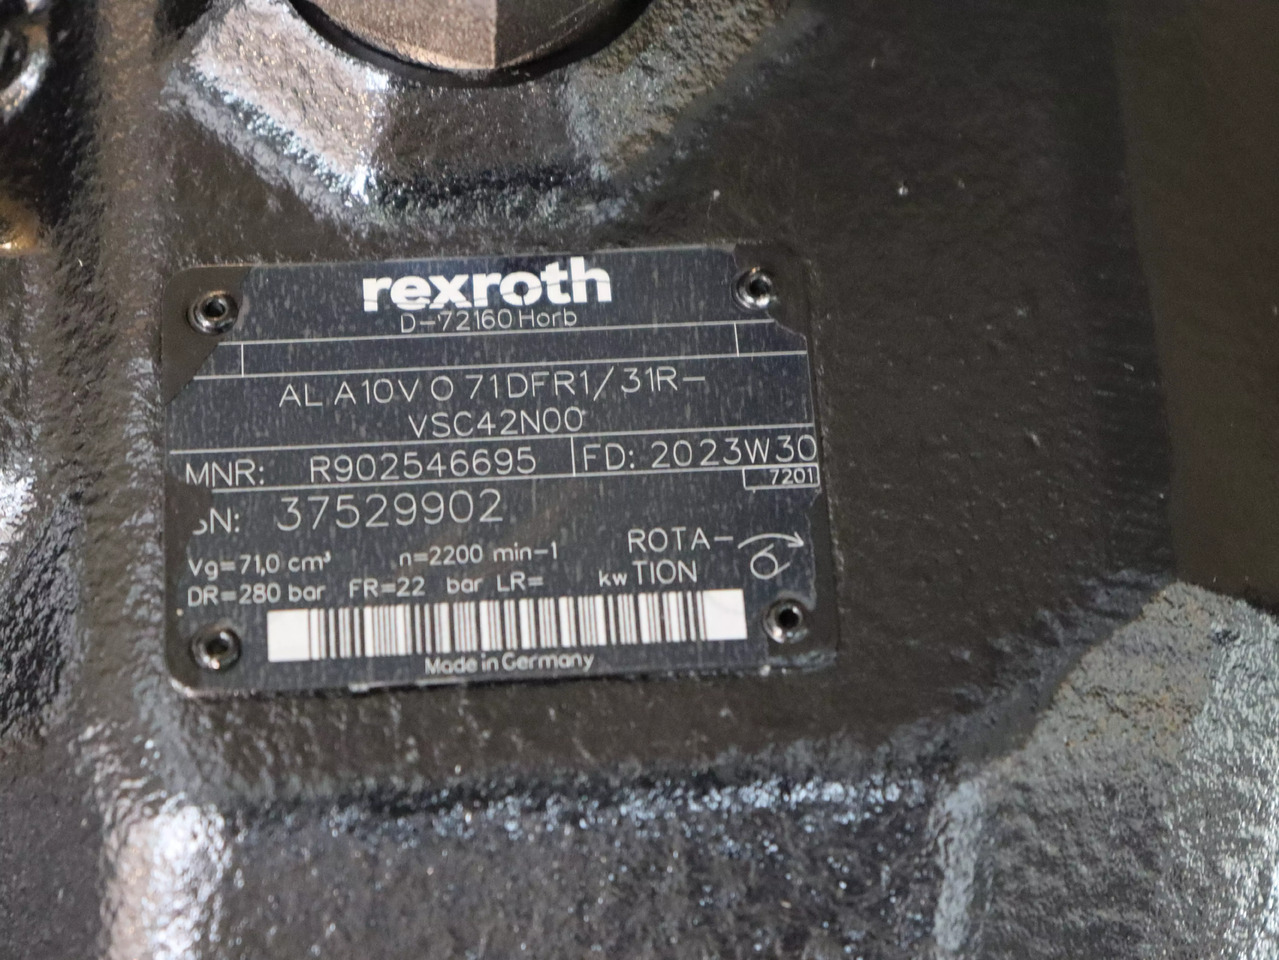 rexroth
D-72160 Horb
AL A10V O 71DFR1/31R-
VSC42N00
MNR: R902546695 FD: 2023W30
7201
SN: 37529902
Vg=71,0 cm³ n=2200 min-1 ROTA-
DR=280 bar FR=22 bar LR= kw TION
Made in Germany